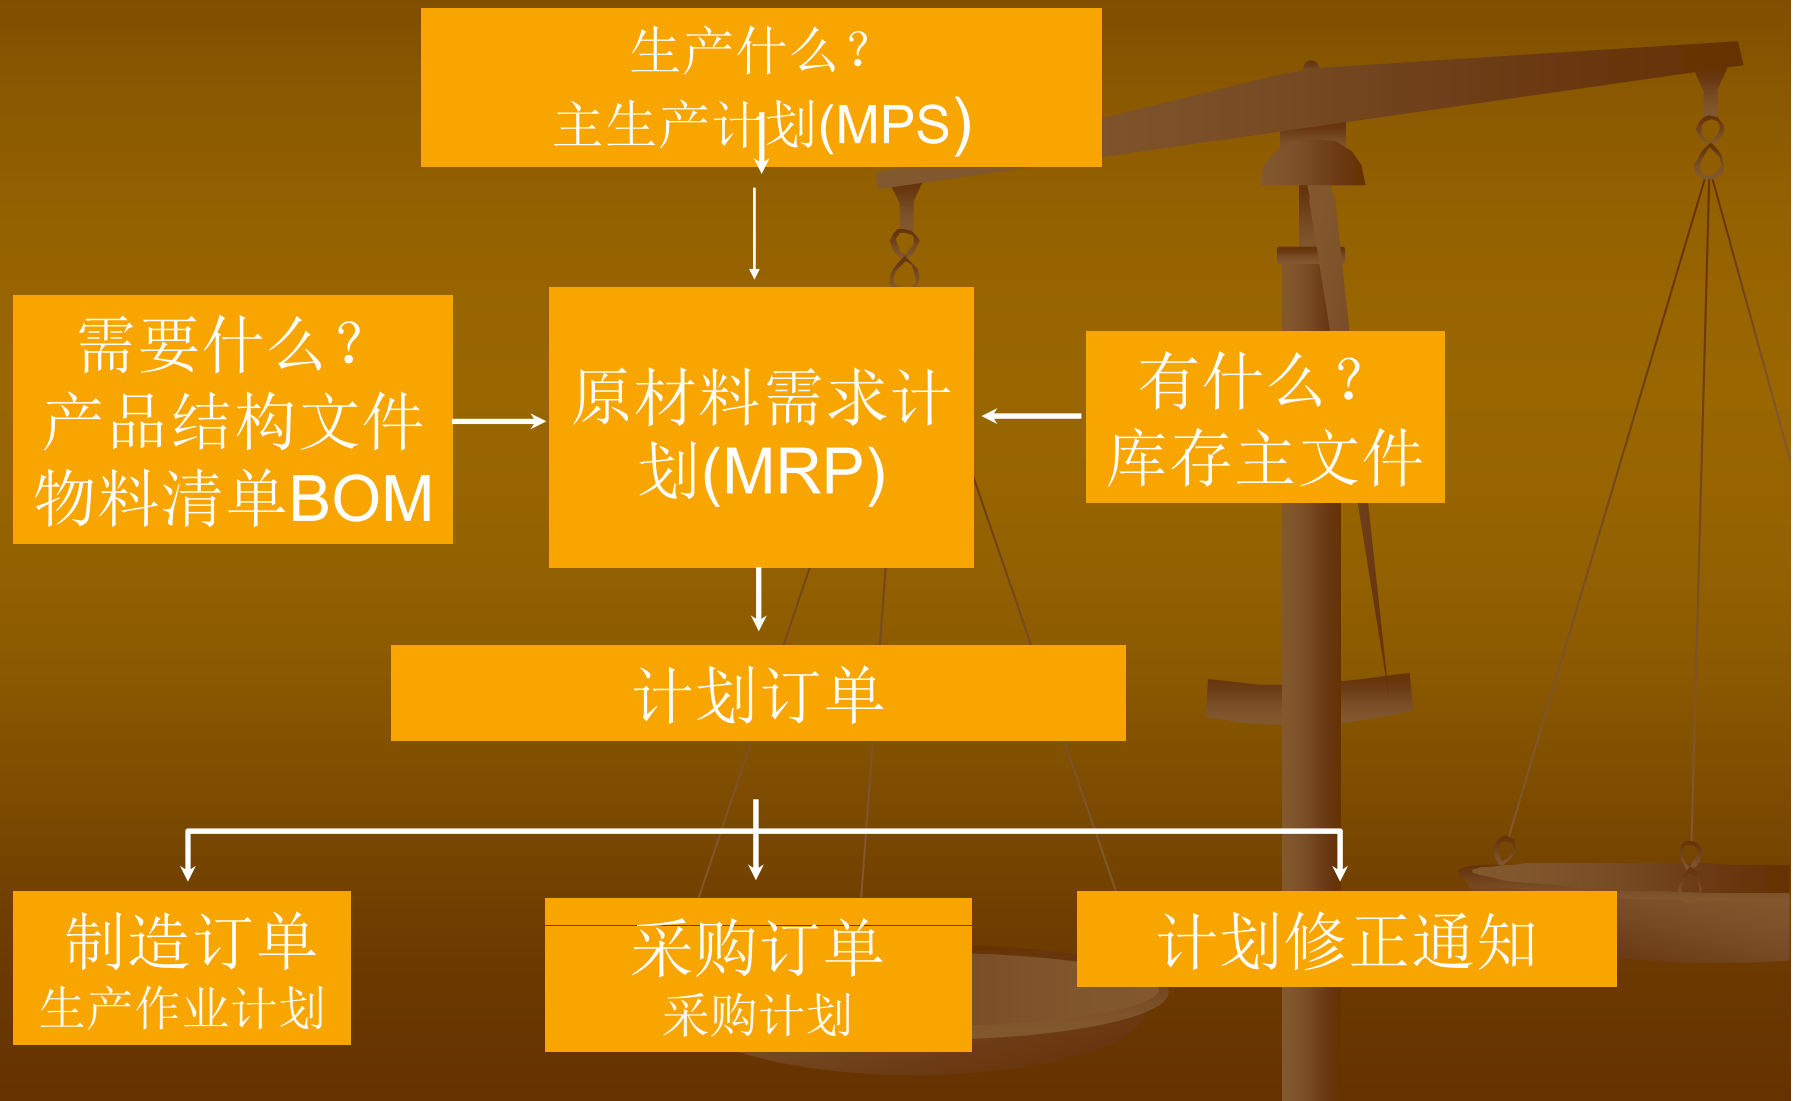 生产什么？
主生产计划(MPS)
需要什么？
产品结构文件
物料清单BOM
原材料需求计
划(MRP)
有什么？
库存主文件
计划订单
制造订单
生产作业计划
采购订单
采购计划
计划修正通知